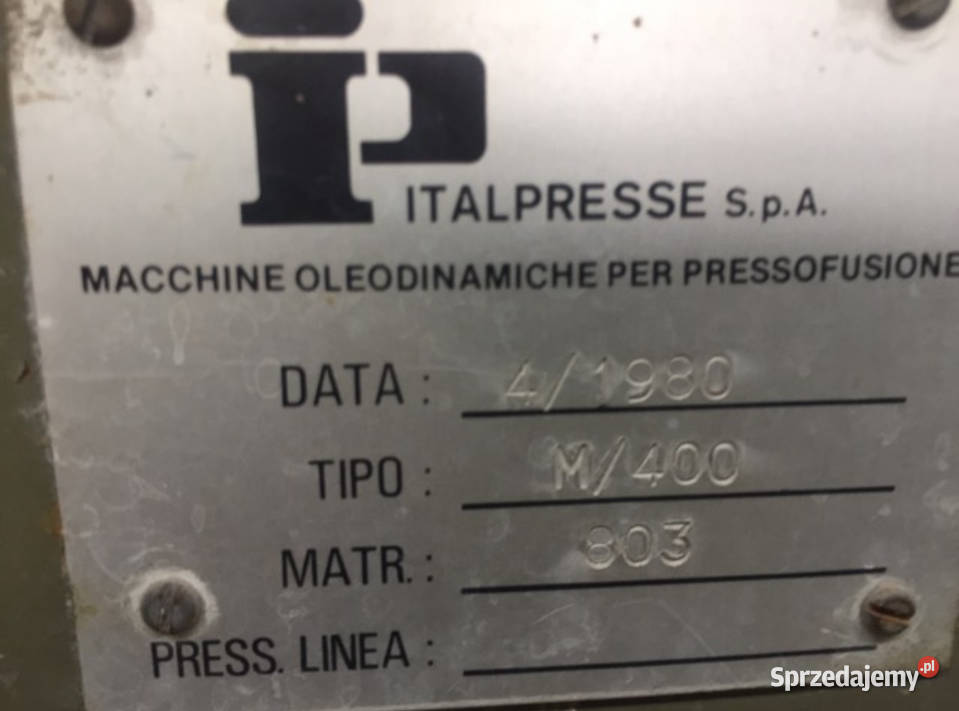 ip
ITALPRESSE S.p.A.
MACCHINE OLEODINAMICHE PER PRESSOFUSIONE
DATA : 4/1980
TIPO : M/400
MATR. : 803
PRESS. LINEA :
Sprzedajemy.pl